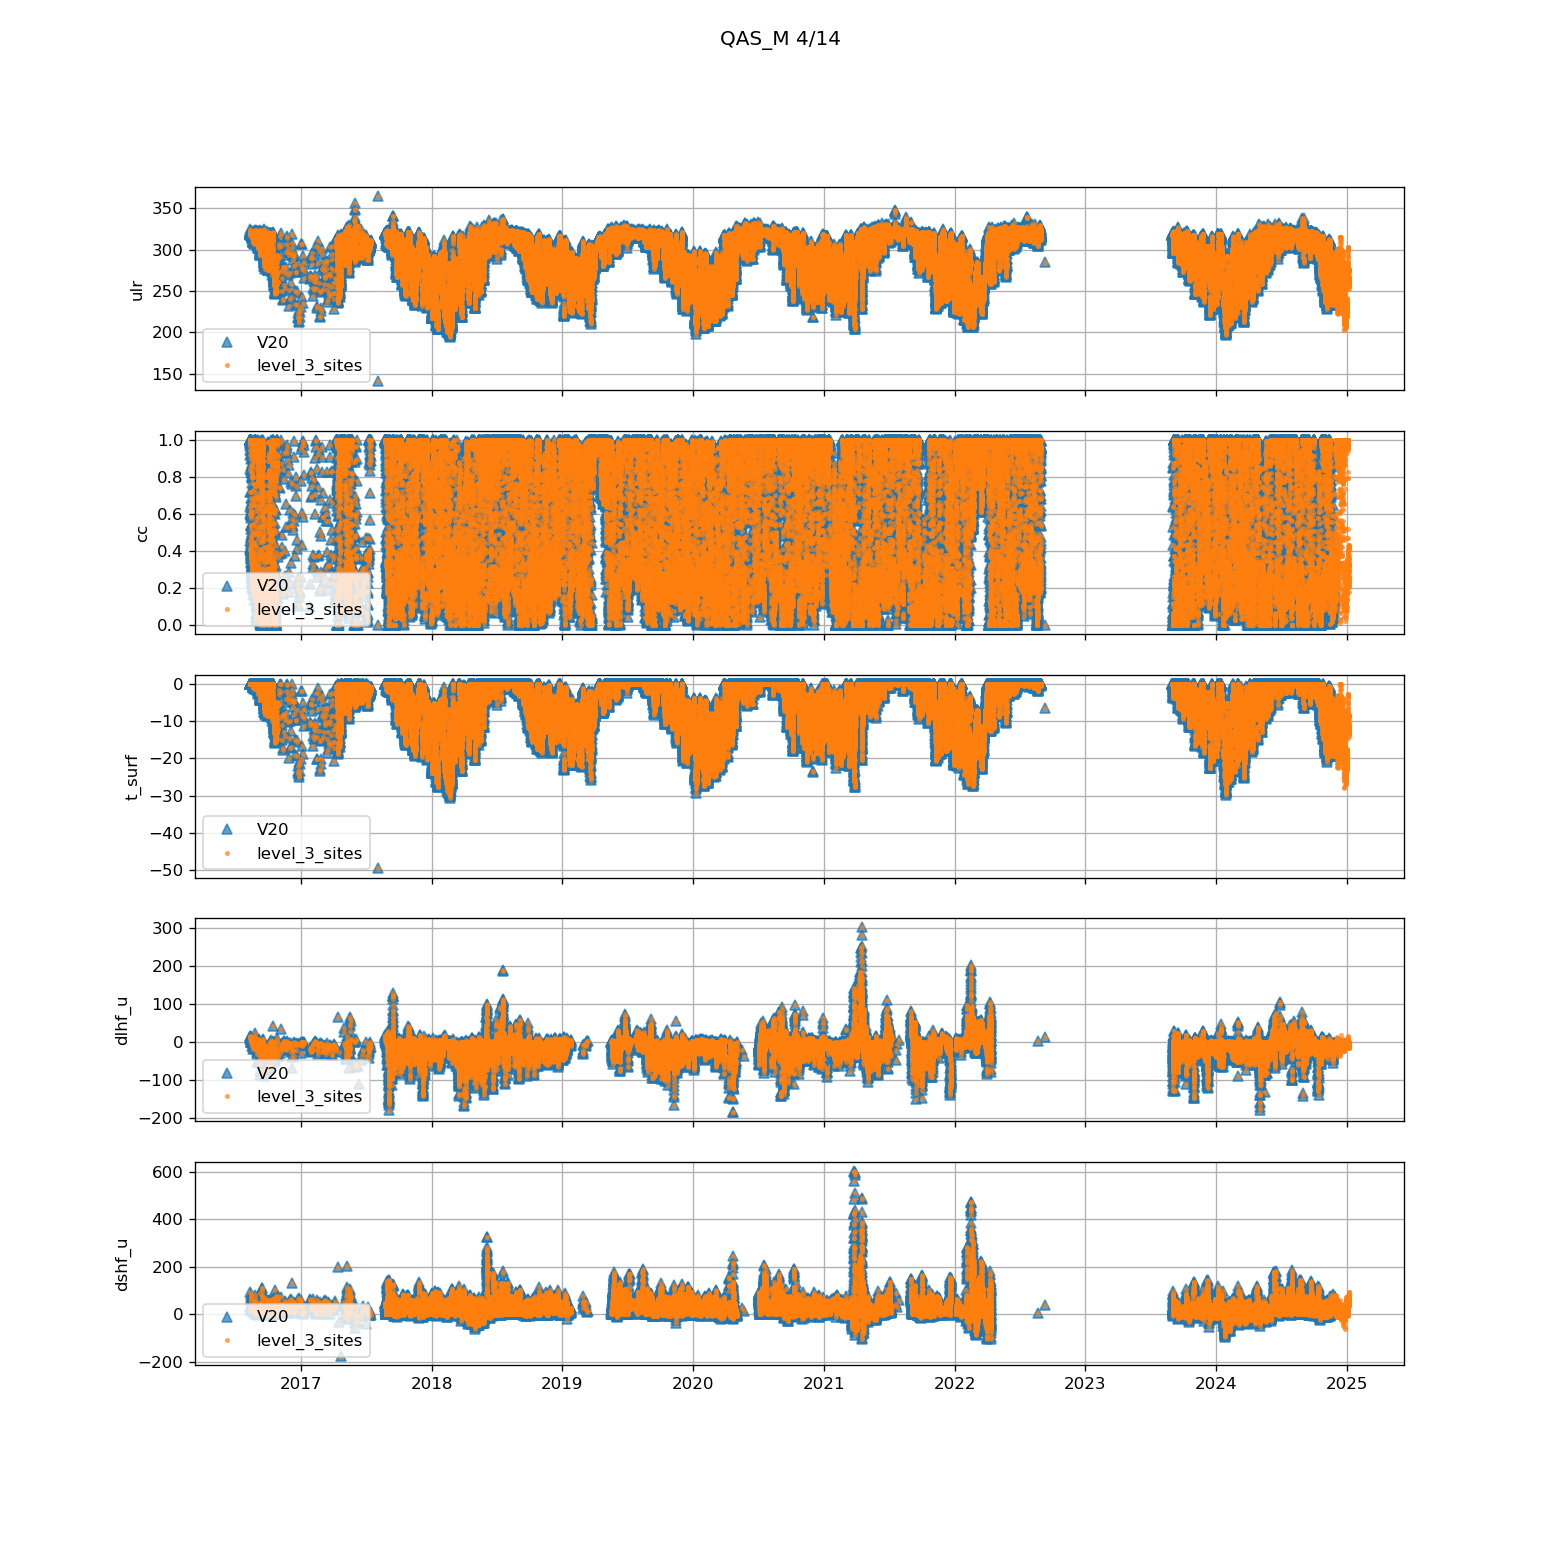 QAS_M 4/14
350
300
250
200
150
ulr
V20
level_3_sites
1.0
0.8
0.6
0.4
0.2
0.0
cc
V20
level_3_sites
0
−10
−20
−30
−40
−50
t_surf
V20
level_3_sites
300
200
100
0
−100
−200
dlhf_u
V20
level_3_sites
600
400
200
0
−200
dshf_u
V20
level_3_sites
2017 2018 2019 2020 2021 2022 2023 2024 2025